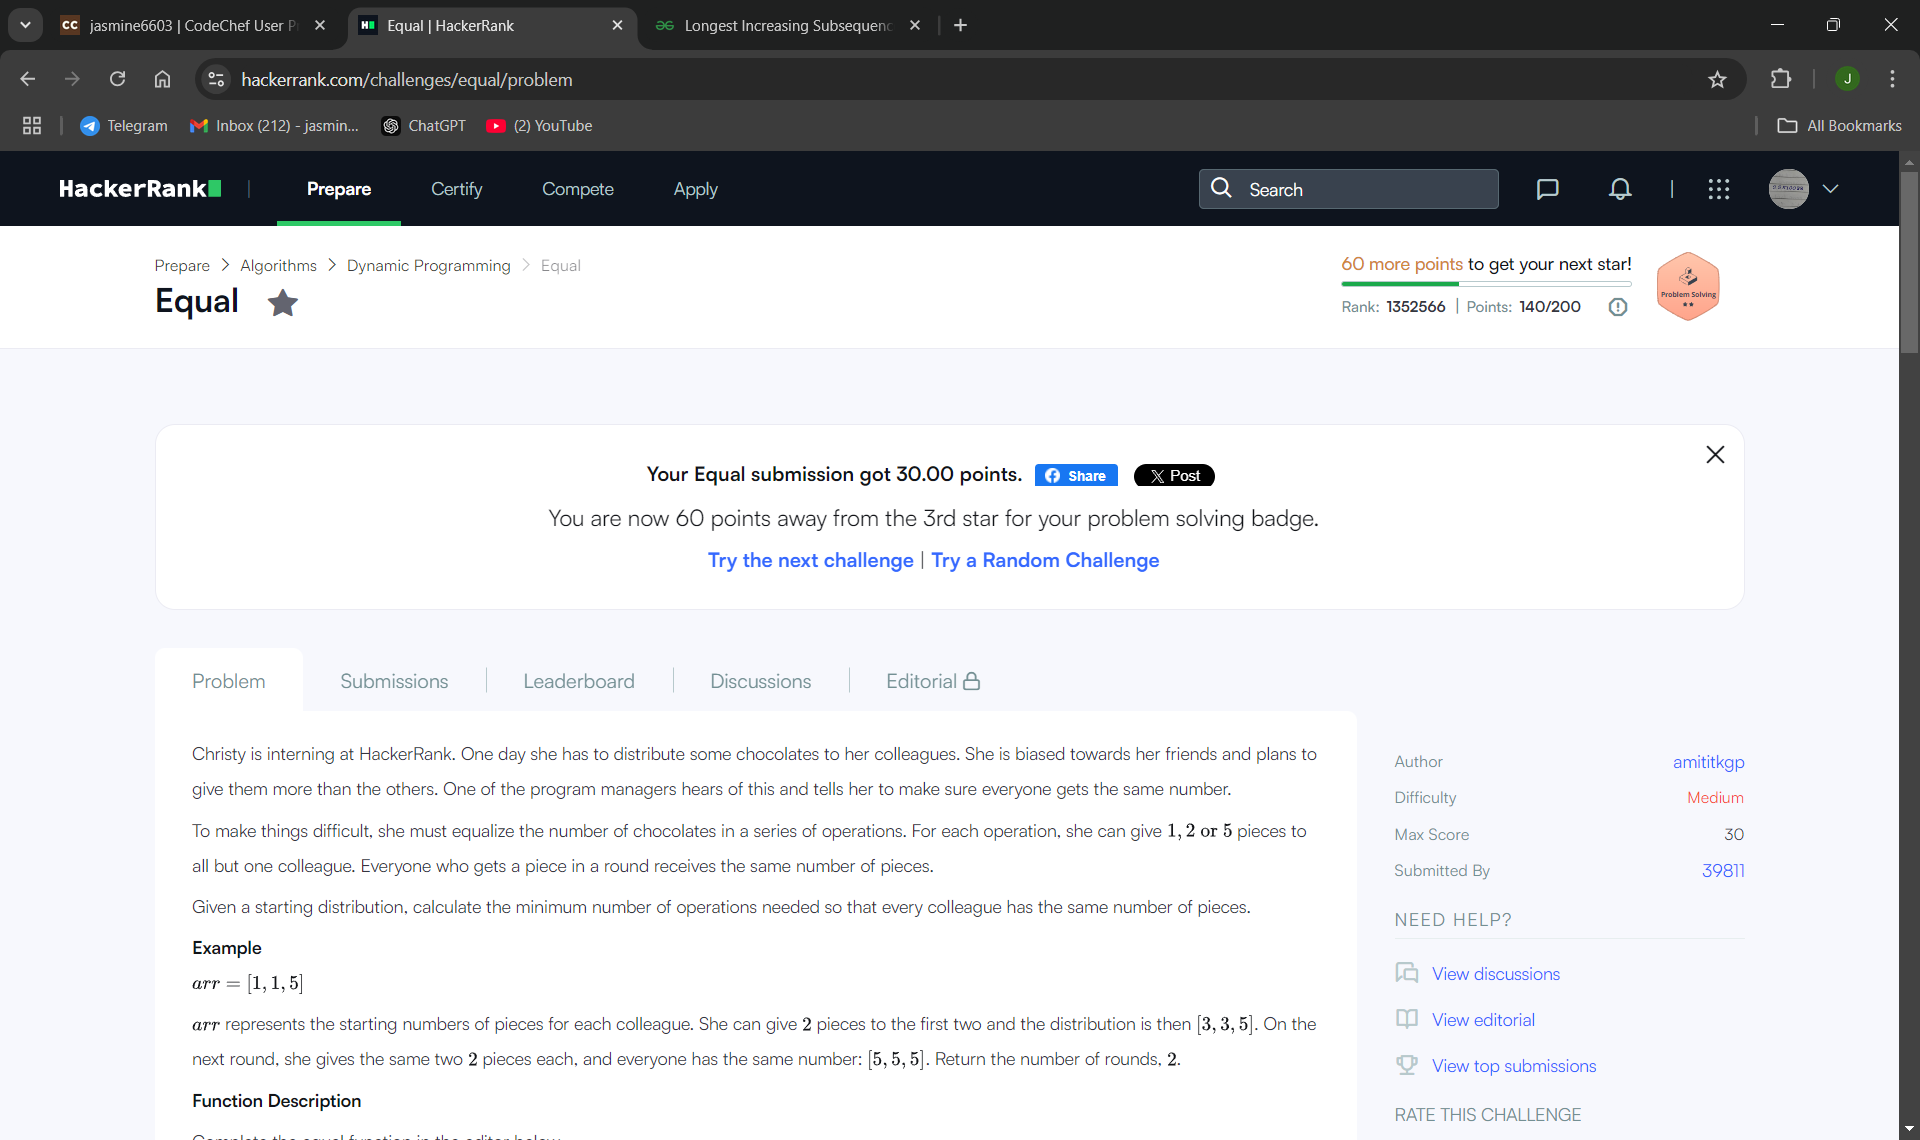 CC jasmine6603 | CodeChef User P
Equal | HackerRank
Longest Increasing Subsequenc
hackerrank.com/challenges/equal/problem
J
Telegram
Inbox (212) - jasmin...
ChatGPT
(2) YouTube
All Bookmarks
HackerRank
Prepare
Certify
Compete
Apply
Search
Prepare > Algorithms > Dynamic Programming > Equal
Equal
60 more points to get your next star!
Rank: 1352566 | Points: 140/200
Problem Solving
Your Equal submission got 30.00 points.
Share
Post
You are now 60 points away from the 3rd star for your problem solving badge.
Try the next challenge | Try a Random Challenge
Problem
Submissions
Leaderboard
Discussions
Editorial
Christy is interning at HackerRank. One day she has to distribute some chocolates to her colleagues. She is biased towards her friends and plans to
give them more than the others. One of the program managers hears of this and tells her to make sure everyone gets the same number.
To make things difficult, she must equalize the number of chocolates in a series of operations. For each operation, she can give 1, 2 or 5 pieces to
all but one colleague. Everyone who gets a piece in a round receives the same number of pieces.
Given a starting distribution, calculate the minimum number of operations needed so that every colleague has the same number of pieces.
Example
arr = [1, 1, 5]
arr represents the starting numbers of pieces for each colleague. She can give 2 pieces to the first two and the distribution is then [3, 3, 5]. On the
next round, she gives the same two 2 pieces each, and everyone has the same number: [5, 5, 5]. Return the number of rounds, 2.
Function Description
Complete the equal function in the editor below.
Author
amititkgp
Difficulty
Medium
Max Score
30
Submitted By
39811
NEED HELP?
View discussions
View editorial
View top submissions
RATE THIS CHALLENGE